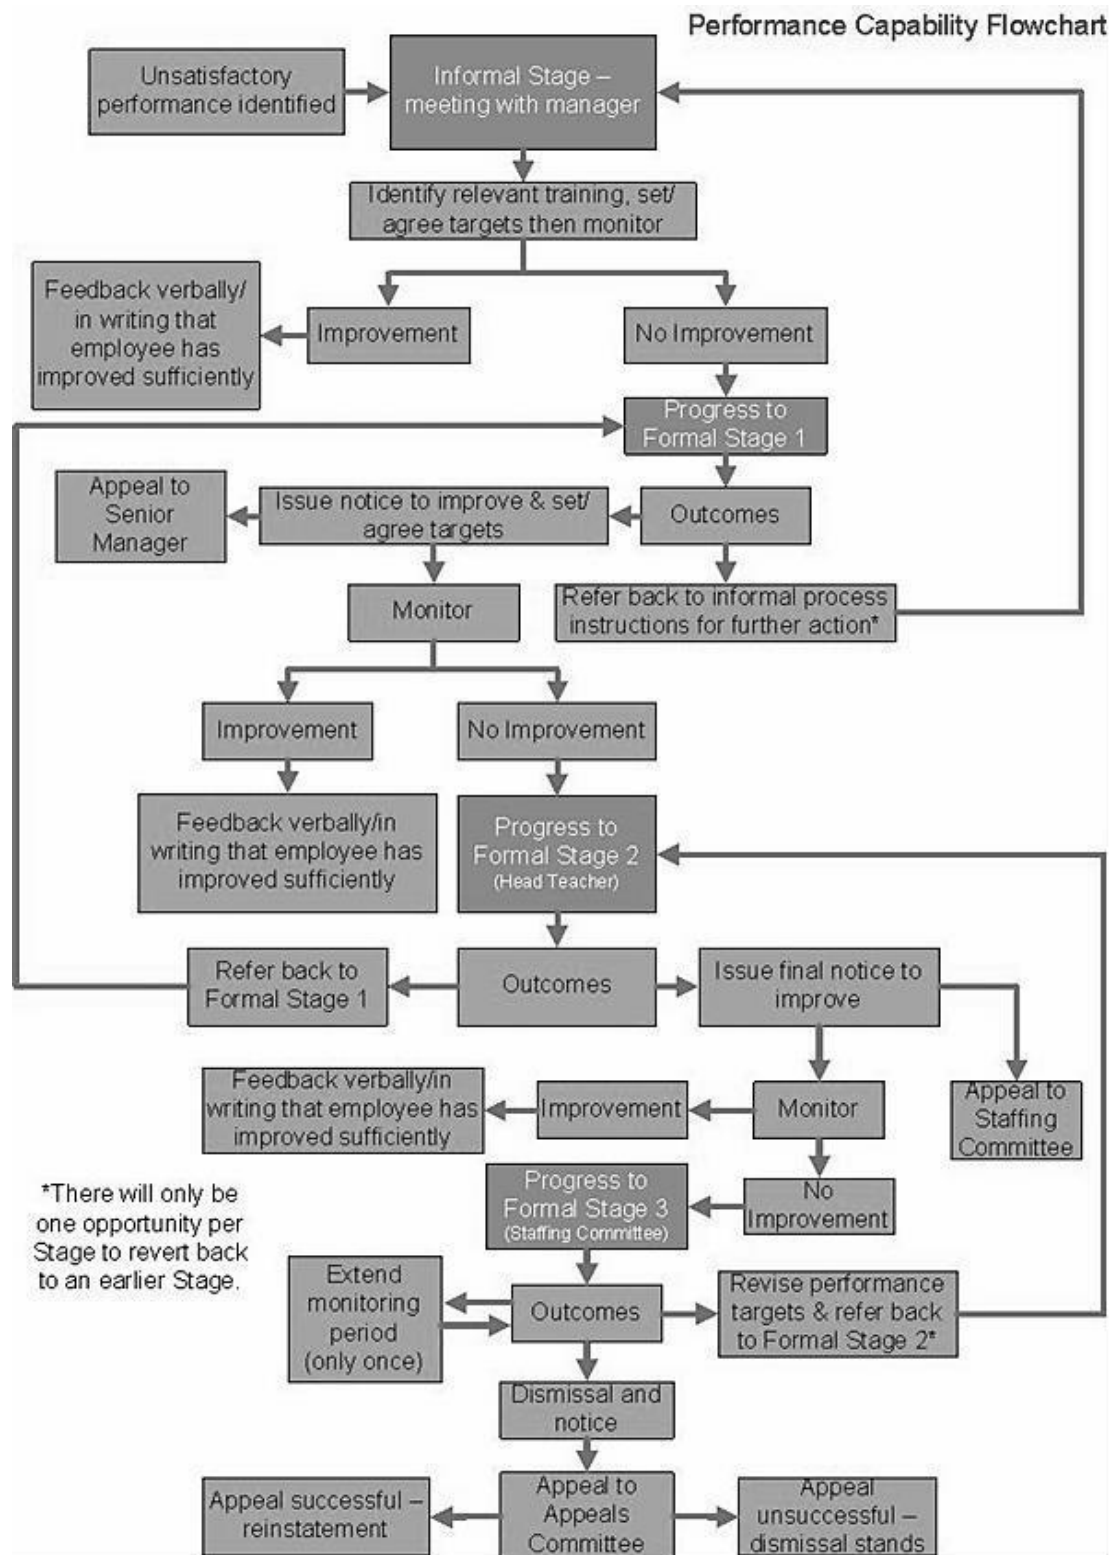 Performance Capability Flowchart
Unsatisfactory
performance identified
Informal Stage –
meeting with manager
Identify relevant training, set/
agree targets then monitor
Feedback verbally/
in writing that
employee has
improved sufficiently
Improvement
No Improvement
Progress to
Formal Stage 1
Appeal to
Senior
Manager
Issue notice to improve & set/
agree targets
Outcomes
Monitor
Refer back to informal process
instructions for further action*
Improvement
No Improvement
Feedback verbally/in
writing that employee has
improved sufficiently
Progress to
Formal Stage 2
(Head Teacher)
Refer back to
Formal Stage 1
Outcomes
Issue final notice to
improve
Feedback verbally/in
writing that employee has
improved sufficiently
Improvement
Monitor
Appeal to
Staffing
Committee
*There will only be
one opportunity per
Stage to revert back
to an earlier Stage.
Progress to
Formal Stage 3
(Staffing Committee)
No
Improvement
Extend
monitoring
period
(only once)
Outcomes
Revise performance
targets & refer back
to Formal Stage 2*
Dismissal and
notice
Appeal successful –
reinstatement
Appeal to
Appeals
Committee
Appeal
unsuccessful –
dismissal stands